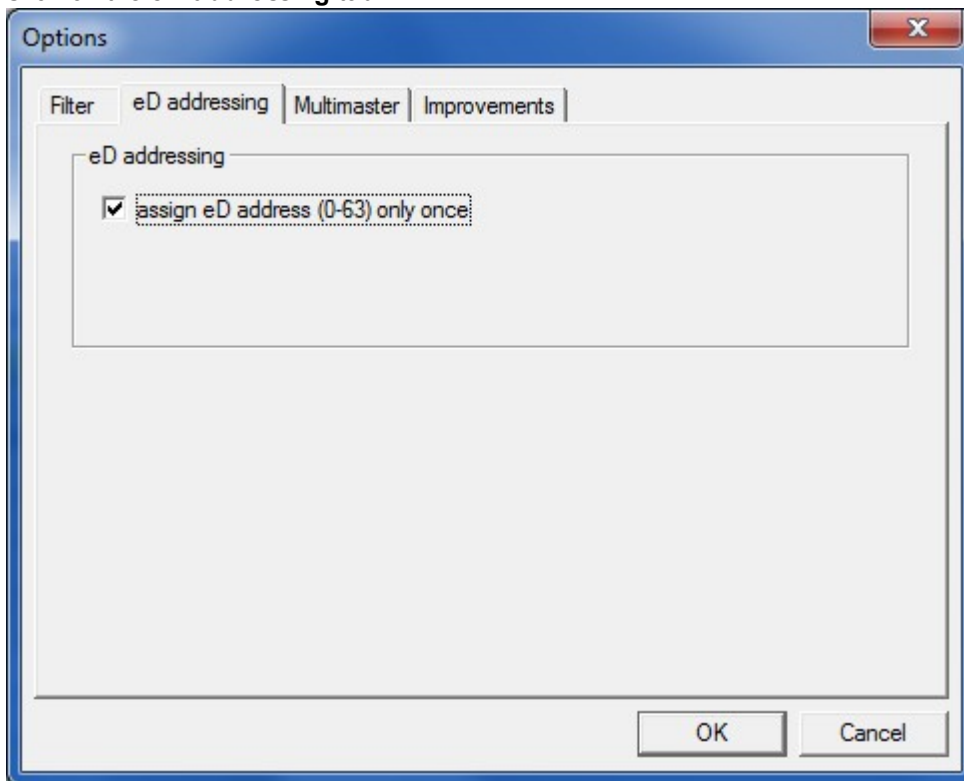 Options
Filter eD addressing Multimaster Improvements
eD addressing
assign eD address (0-63) only once
OK Cancel